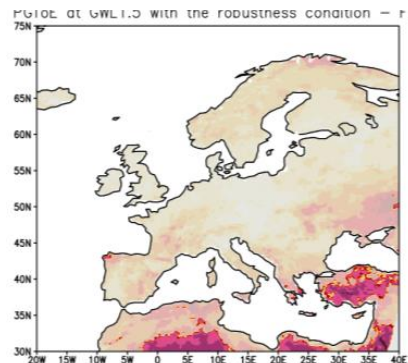 PGToE at GWL1.5 with the robustness condition –
75N
70N
65N
60N
55N
50N
45N
40N
35N
30N
20W 15W 10W 5W 0 5E 10E 15E 20E 25E 30E 35E 40E